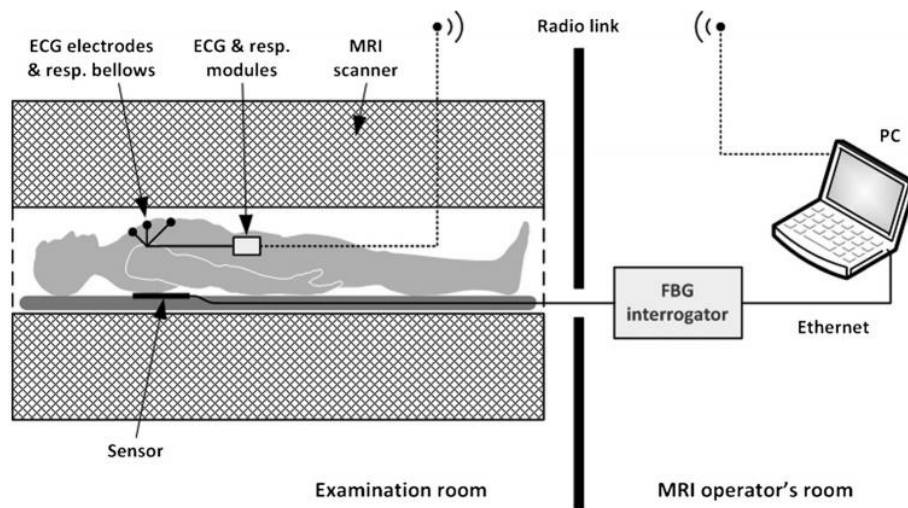 ECG electrodes
& resp. bellows
ECG & resp.
modules
MRI
scanner
Radio link
PC
FBG
interrogator
Ethernet
Sensor
Examination room
MRI operator's room